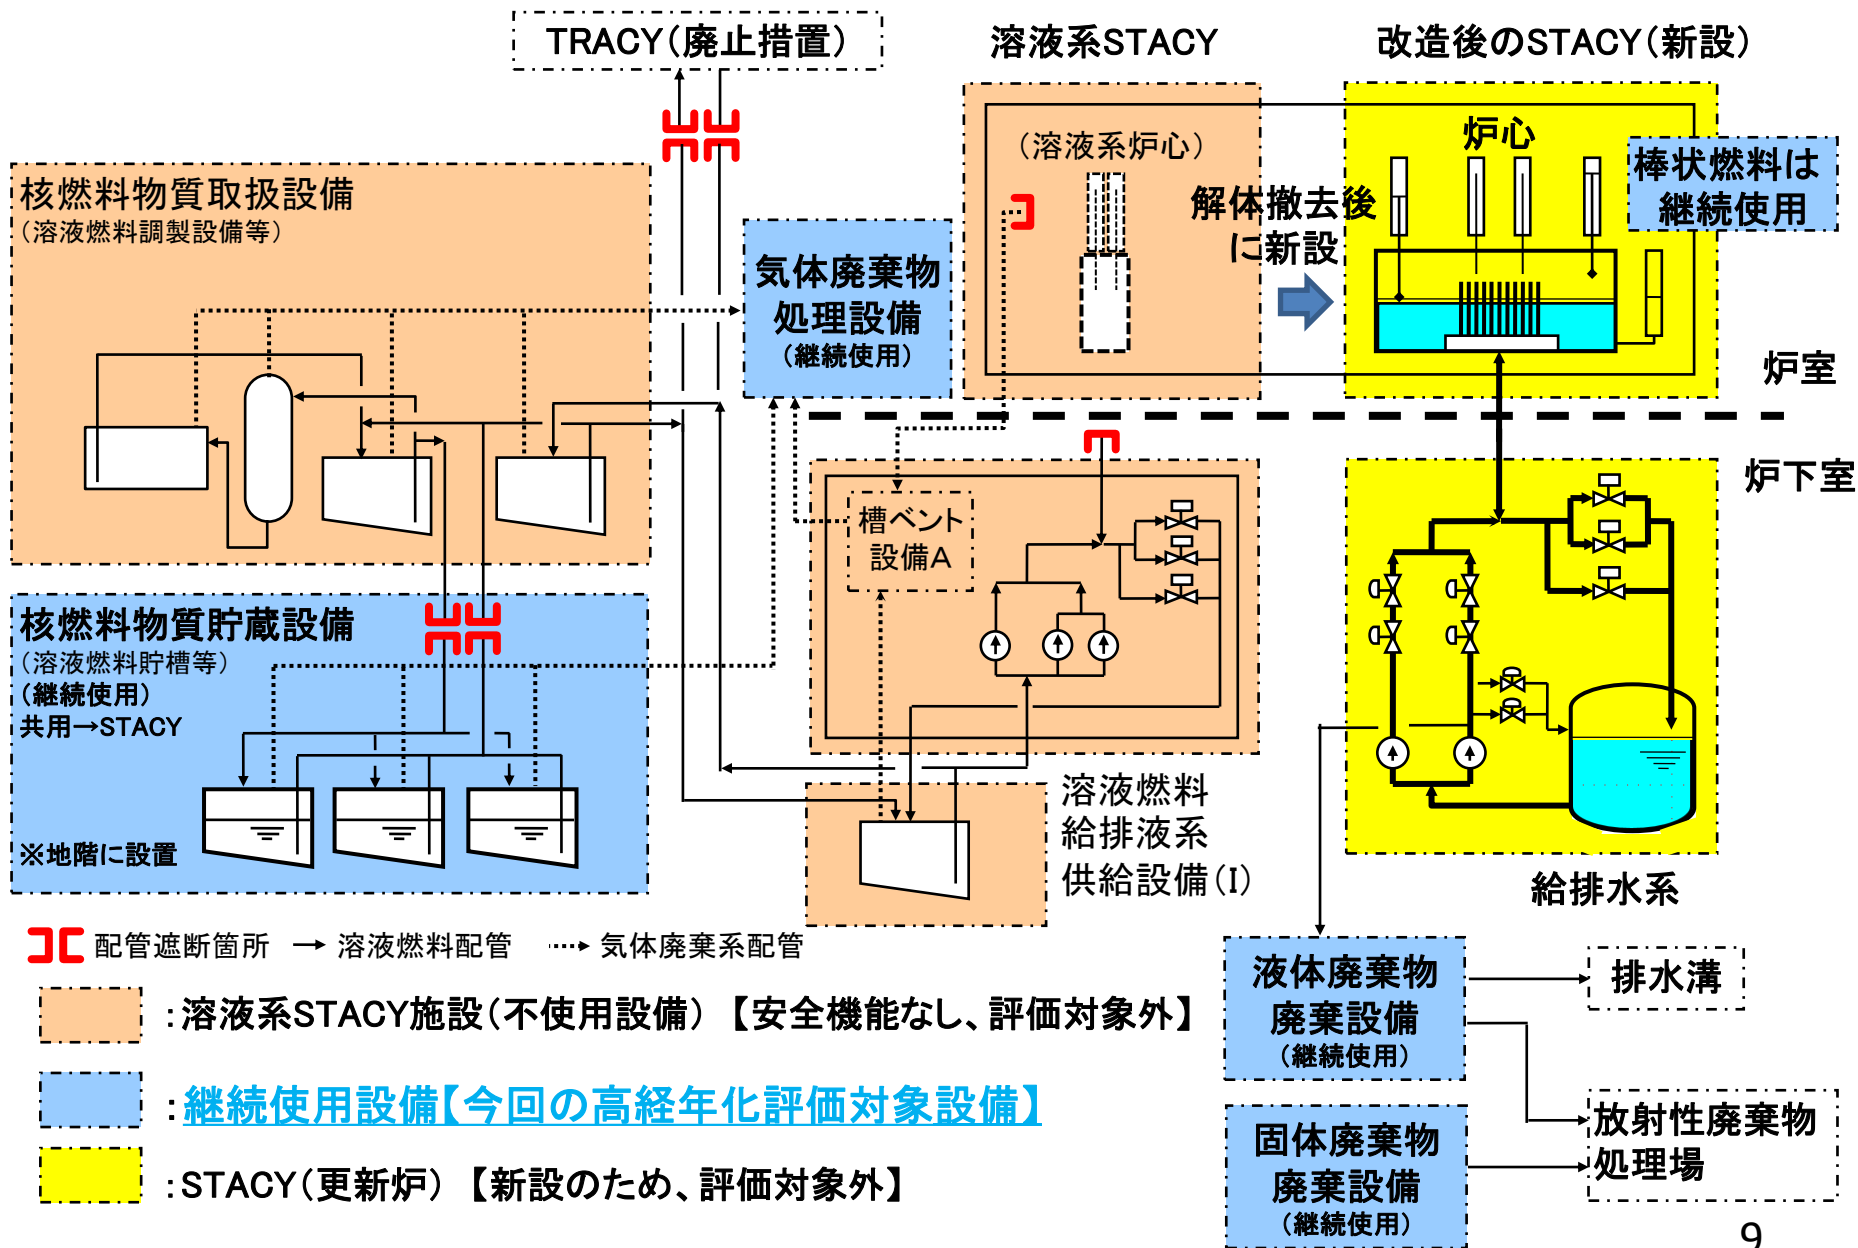 TRACY(廃止措置)
溶液系STACY
改造後のSTACY(新設)
(溶液系炉心)
炉心
棒状燃料は
継続使用
解体撤去後
に新設
核燃料物質取扱設備
(溶液燃料調製設備等)
気体廃棄物
処理設備
(継続使用)
炉室
炉下室
槽ベント
設備A
核燃料物質貯蔵設備
(溶液燃料貯槽等)
(継続使用)
共用→STACY
※地階に設置
溶液燃料
給排液系
供給設備(I)
給排水系
配管遮断箇所
溶液燃料配管
気体廃棄系配管
液体廃棄物
廃棄設備
(継続使用)
排水溝
:溶液系STACY施設(不使用設備)【安全機能なし、評価対象外】
:継続使用設備【今回の高経年化評価対象設備】
:STACY(更新炉)【新設のため、評価対象外】
固体廃棄物
廃棄設備
(継続使用)
放射性廃棄物
処理場
9